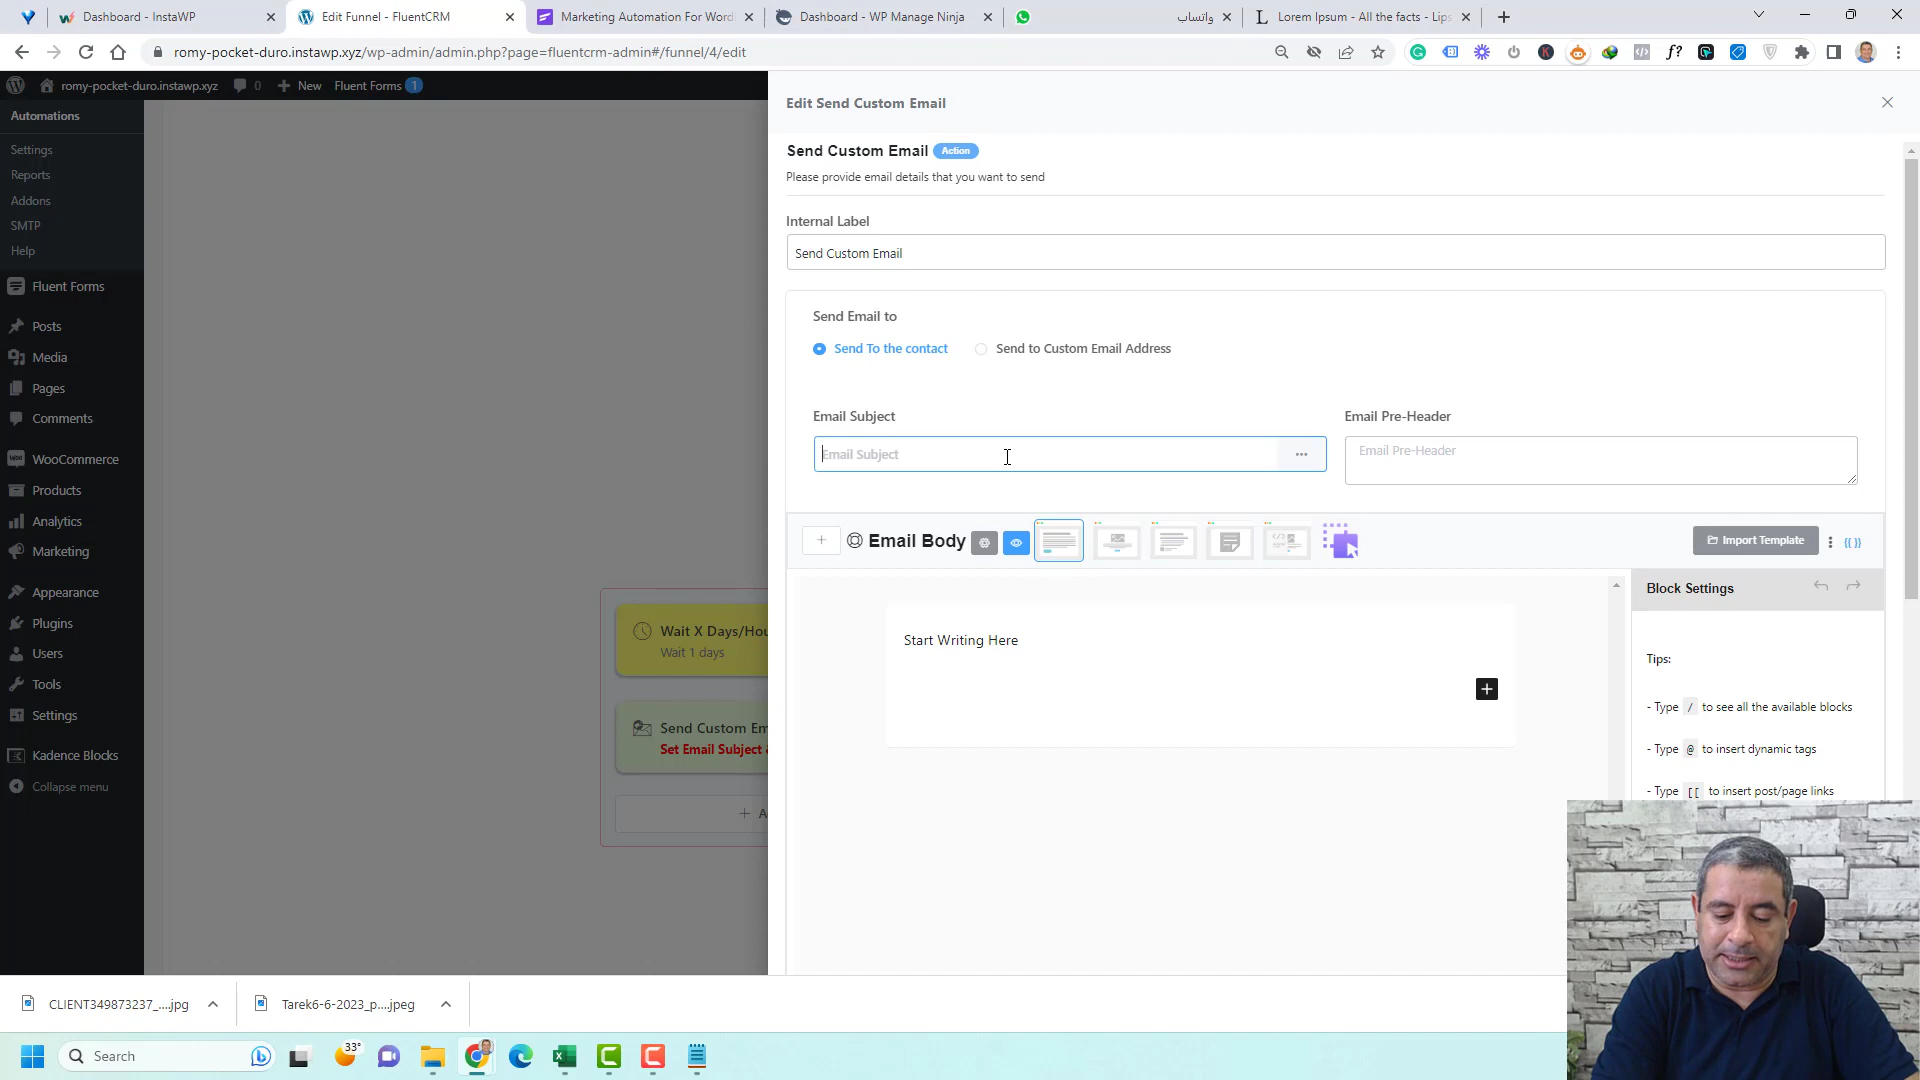 Dashboard - InstaWP
Edit Funnel - FluentCRM
Marketing Automation For Word
Dashboard - WP Manage Ninja
واتساب
Lorem Ipsum - All the facts - Lips
romy-pocket-duro.instawp.xyz/wp-admin/admin.php?page=fluentcrm-admin#/funnel/4/edit
romy-pocket-duro.instawp.xyz
0
New
Fluent Forms 1
Automations
Settings
Reports
Addons
SMTP
Help
Fluent Forms
Posts
Media
Pages
Comments
WooCommerce
Products
Analytics
Marketing
Appearance
Plugins
Users
Tools
Settings
Kadence Blocks
Collapse menu
Wait X Days/Hou
Wait 1 days
Send Custom Em
Set Email Subject &
+ A
Edit Send Custom Email
Send Custom Email Action
Please provide email details that you want to send
Internal Label
Send Custom Email
Send Email to
Send To the contact
Send to Custom Email Address
Email Subject
Email Pre-Header
Email Subject
Email Pre-Header
Email Body
Import Template
{{ }}
Start Writing Here
Block Settings
Tips:
- Type / to see all the available blocks
- Type @ to insert dynamic tags
- Type [[ to insert post/page links
CLIENT349873237_....jpg
Tarek6-6-2023_p....jpeg
Search
33°